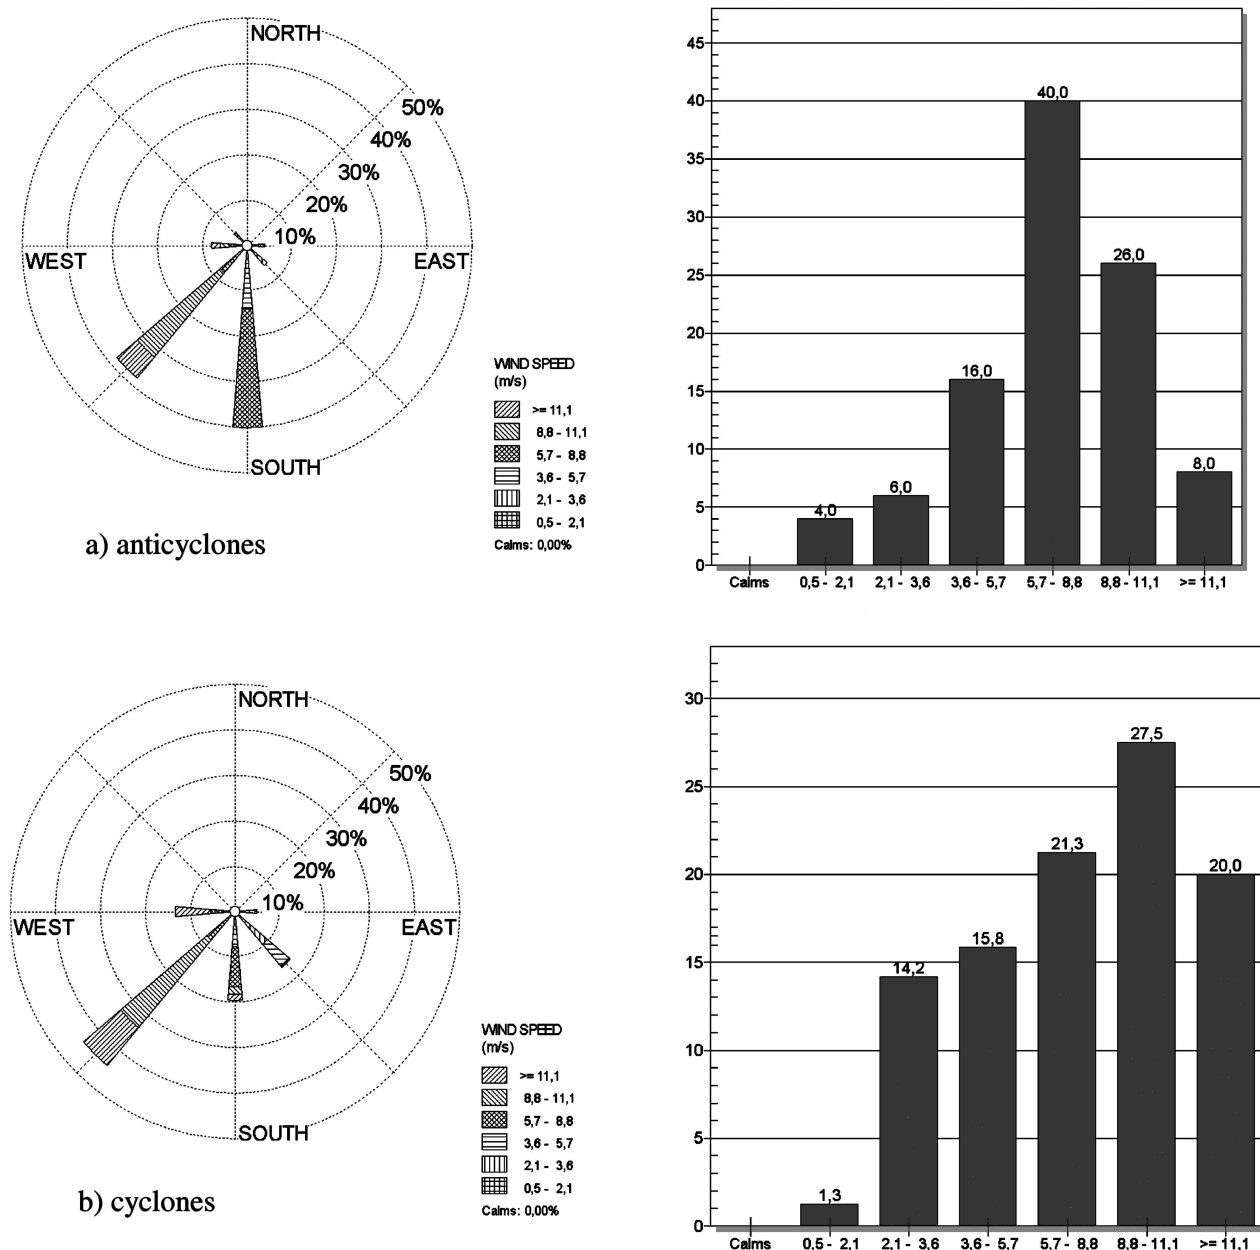 NORTH
50%
40%
30%
20%
10%
WEST
EAST
SOUTH
WIND SPEED
(m/s)
>= 11,1
8,8 - 11,1
5,7 - 8,8
3,6 - 5,7
2,1 - 3,6
0,5 - 2,1
Calms: 0,00%
a) anticyclones
45
40
35
30
25
20
15
10
5
0
4,0
6,0
16,0
40,0
26,0
8,0
Calms
0,5 - 2,1
2,1 - 3,6
3,6 - 5,7
5,7 - 8,8
8,8 - 11,1
>= 11,1
NORTH
50%
40%
30%
20%
10%
WEST
EAST
SOUTH
WIND SPEED
(m/s)
>= 11,1
8,8 - 11,1
5,7 - 8,8
3,6 - 5,7
2,1 - 3,6
0,5 - 2,1
Calms: 0,00%
b) cyclones
30
25
20
15
10
5
0
1,3
14,2
15,8
21,3
27,5
20,0
Calms
0,5 - 2,1
2,1 - 3,6
3,6 - 5,7
5,7 - 8,8
8,8 - 11,1
>= 11,1